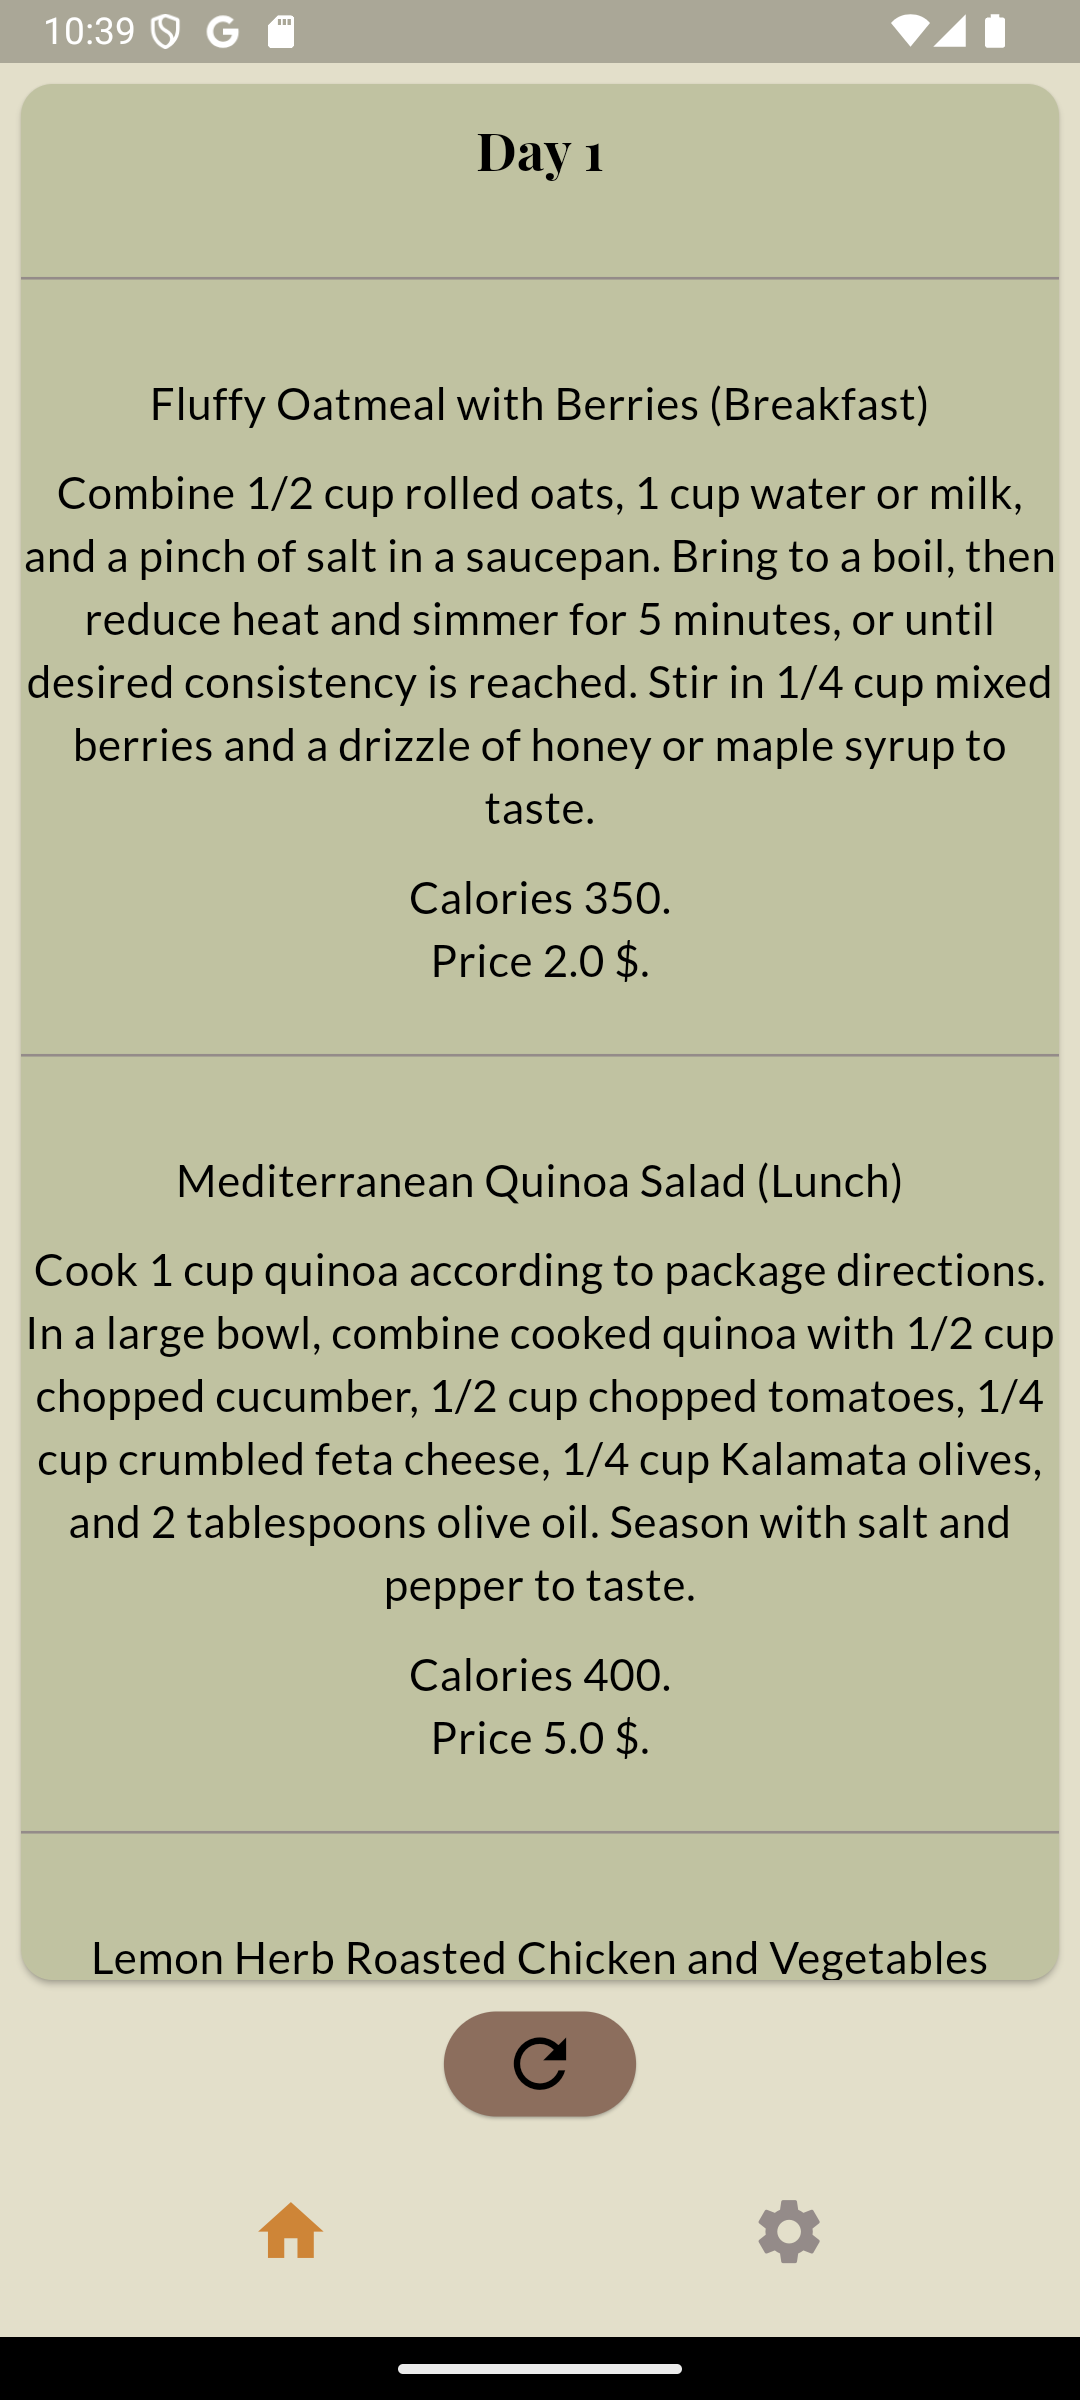 10:39
Day 1
Fluffy Oatmeal with Berries (Breakfast)
Combine 1/2 cup rolled oats, 1 cup water or milk,
and a pinch of salt in a saucepan. Bring to a boil, then
reduce heat and simmer for 5 minutes, or until
desired consistency is reached. Stir in 1/4 cup mixed
berries and a drizzle of honey or maple syrup to
taste.
Calories 350.
Price 2.0 $.
Mediterranean Quinoa Salad (Lunch)
Cook 1 cup quinoa according to package directions.
In a large bowl, combine cooked quinoa with 1/2 cup
chopped cucumber, 1/2 cup chopped tomatoes, 1/4
cup crumbled feta cheese, 1/4 cup Kalamata olives,
and 2 tablespoons olive oil. Season with salt and
pepper to taste.
Calories 400.
Price 5.0 $.
Lemon Herb Roasted Chicken and Vegetables